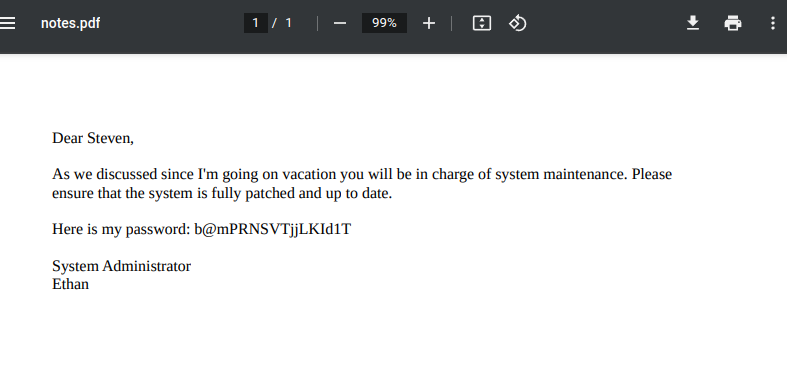 notes.pdf
1 / 1
99%
Dear Steven,
As we discussed since I'm going on vacation you will be in charge of system maintenance. Please
ensure that the system is fully patched and up to date.
Here is my password: b@mPRNSVTjjLKId1T
System Administrator
Ethan